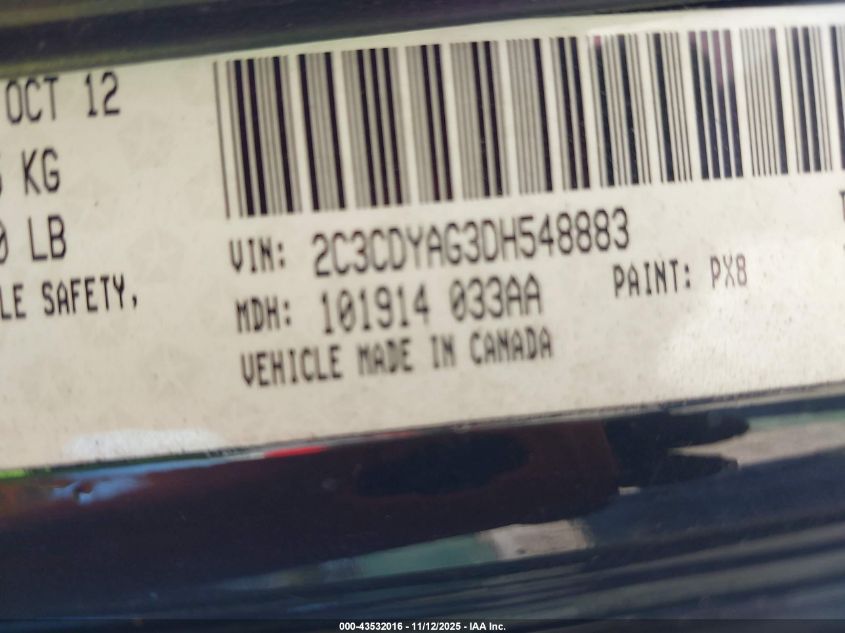 OCT 12
KG
LB
VIN: 2C3CDYAG3DH548883
MDH: 101914 033AA PAINT: PX8
SAFETY,
VEHICLE MADE IN CANADA
000-43532016 - 11/12/2025 - IAA Inc.